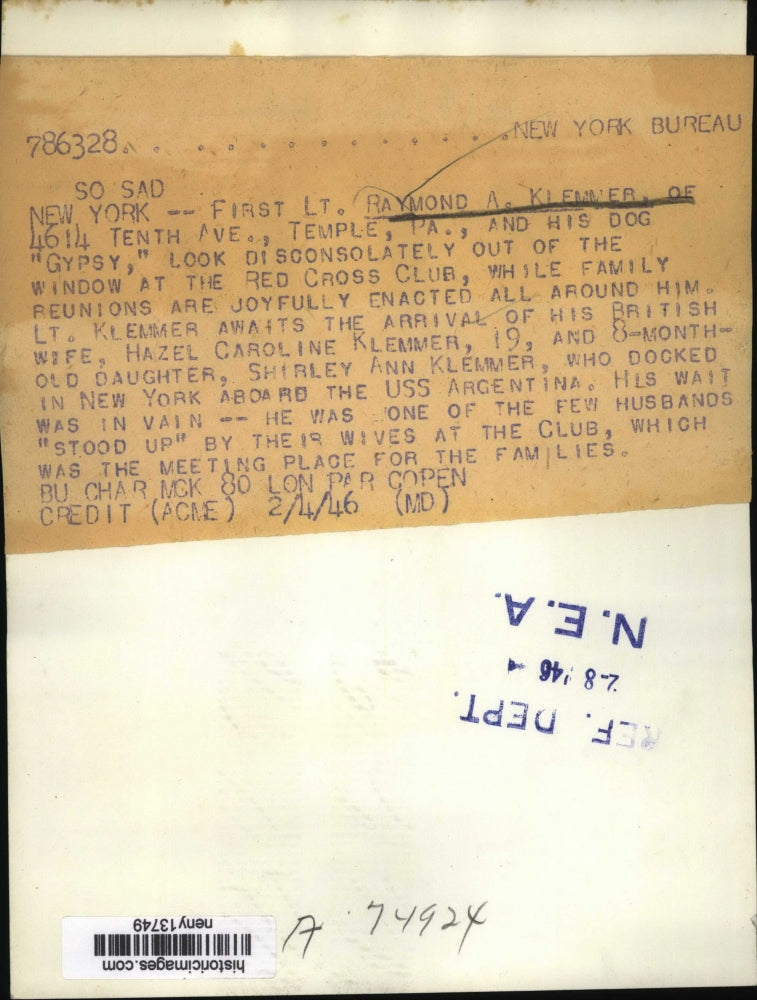 786328. . . . . . . . . . . . . NEW YORK BUREAU
SO SAD
NEW YORK -- FIRST LT. RAYMOND A. KLEMMER, OF
4614 TENTH AVE., TEMPLE, PA., AND HIS DOG
"GYPSY," LOOK DISCONSOLATELY OUT OF THE
WINDOW AT THE RED CROSS CLUB, WHILE FAMILY
REUNIONS ARE JOYFULLY ENACTED ALL AROUND HIM.
LT. KLEMMER AWAITS THE ARRIVAL OF HIS BRITISH
WIFE, HAZEL CAROLINE KLEMMER, 19, AND 8-MONTH-
OLD DAUGHTER, SHIRLEY ANN KLEMMER, WHO DOCKED
IN NEW YORK ABOARD THE USS ARGENTINA. HIS WAIT
WAS IN VAIN -- HE WAS ONE OF THE FEW HUSBANDS
"STOOD UP" BY THEIR WIVES AT THE CLUB, WHICH
WAS THE MEETING PLACE FOR THE FAMILIES.
BU CHAR MCK 80 LON PAR COPEN
CREDIT (ACME) 2/4/46 (MD)
N.E.A.
2-8 '46
REF. DEPT.
A 74924
neny13749
historicimages.com